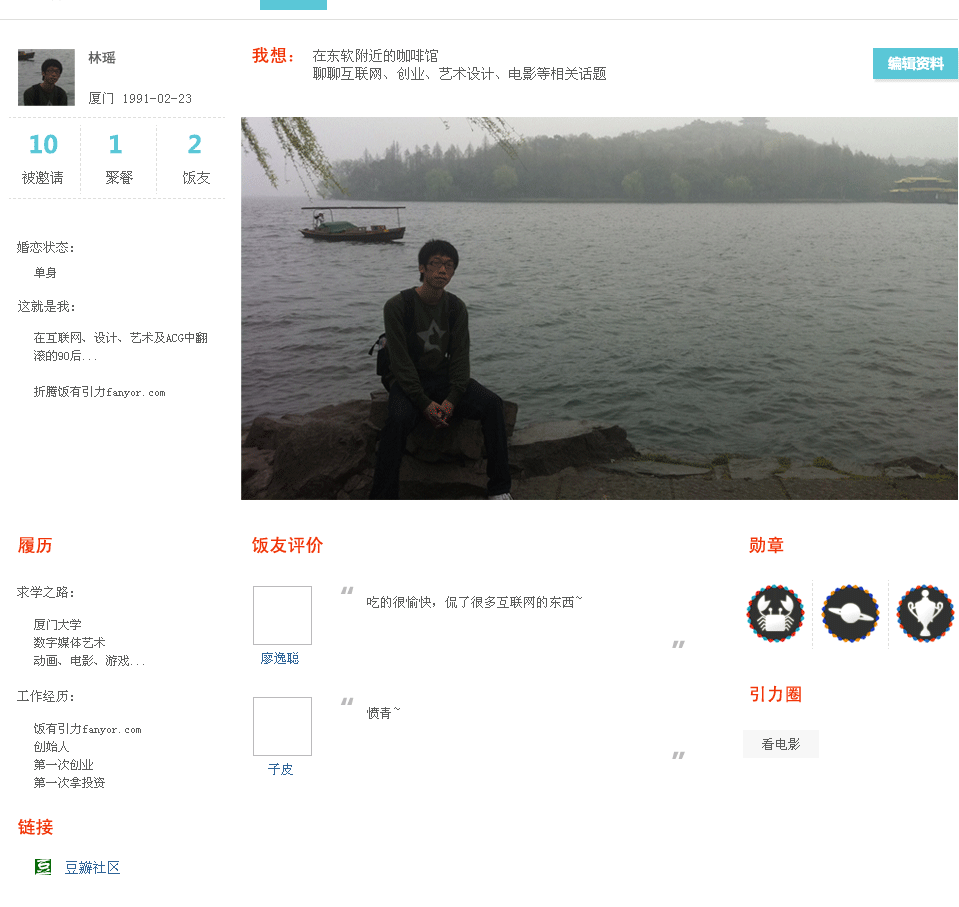 林瑶
厦门 1991-02-23
10
1
2
被邀请
聚餐
饭友
婚恋状态:
单身
这就是我:
在互联网、设计、艺术及ACG中翻
滚的90后...
折腾饭有引力fanyor.com
我想:
在东软附近的咖啡馆
聊聊互联网、创业、艺术设计、电影等相关话题
编辑资料
履历
求学之路:
厦门大学
数字媒体艺术
动画、电影、游戏...
工作经历:
饭有引力fanyor.com
创始人
第一次创业
第一次拿投资
链接
豆瓣社区
饭友评价
“
吃的很愉快，侃了很多互联网的东西~
”
廖逸聪
“
愤青~
”
子皮
勋章
引力圈
看电影